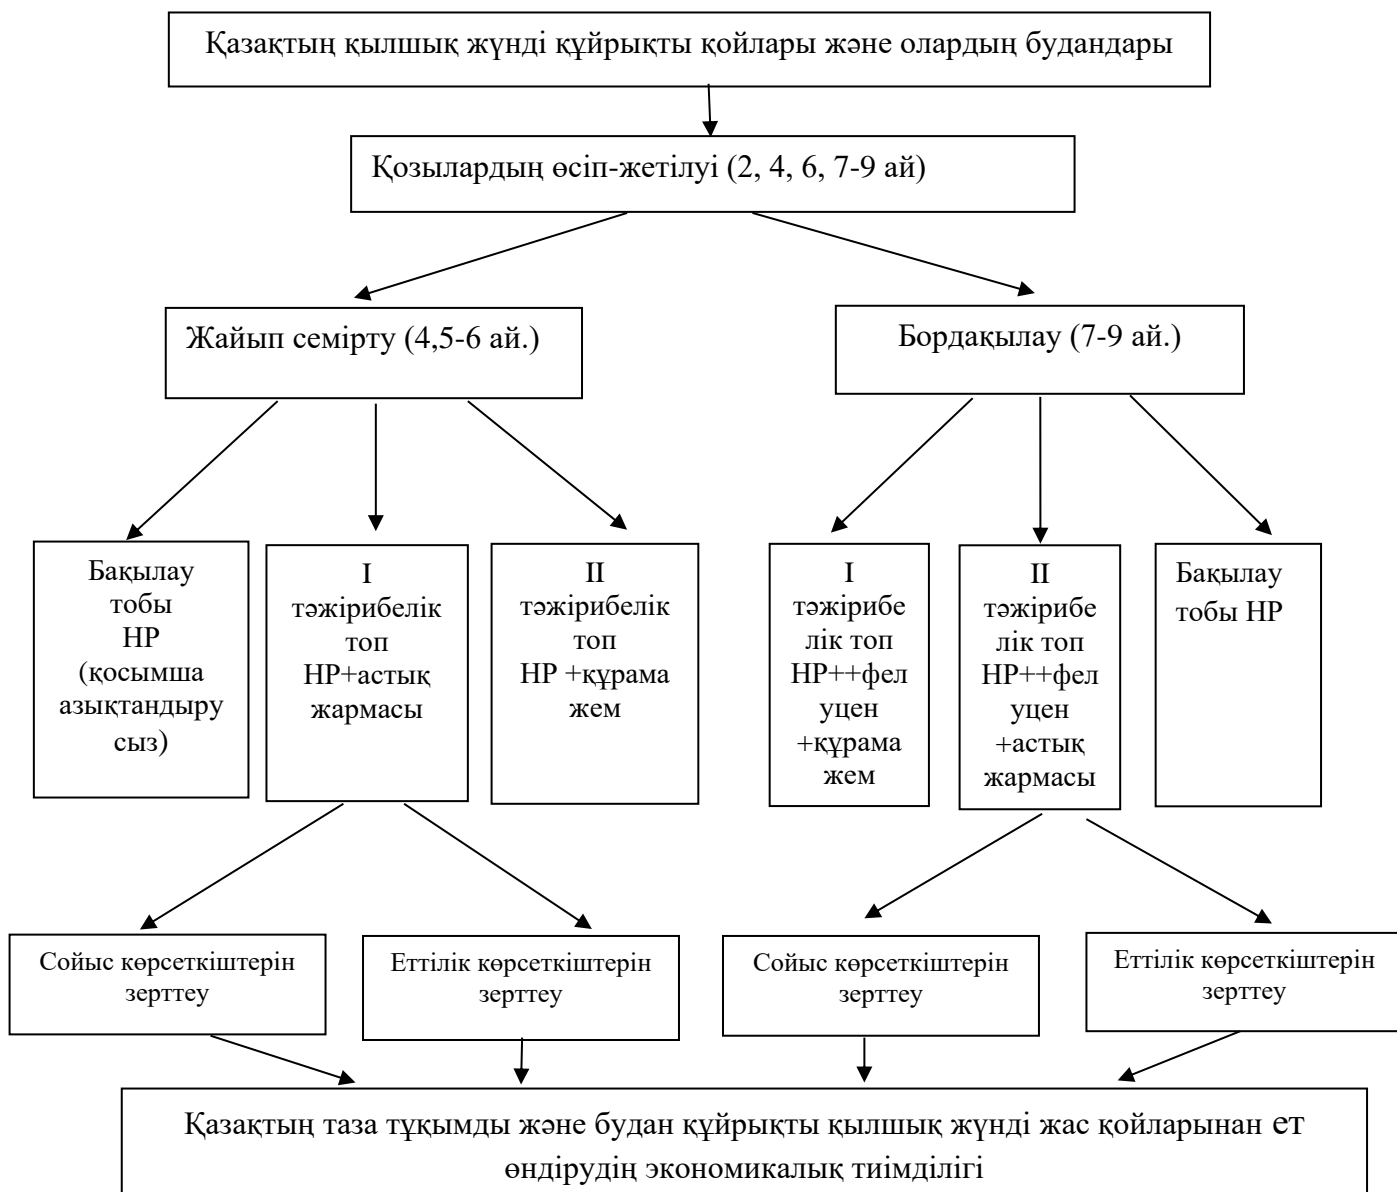 Қазақтың қылшық жүнді құйрықты қойлары және олардың будандары
Қозылардың өсіп-жетілуі (2, 4, 6, 7-9 ай)
Жайып семірту (4,5-6 ай.)
Бордақылау (7-9 ай.)
Бақылау
тобы
НР
(қосымша
азықтандыру
сыз)
I
тәжірибелік
топ
НР+астық
жармасы
II
тәжірибелік
топ
НР +құрама
жем
I
тәжірибе
лік топ
НР++фел
уцен
+құрама
жем
II
тәжірибе
лік топ
НР++фел
уцен
+астық
жармасы
Бақылау
тобы НР
Сойыс көрсеткіштерін
зерттеу
Еттілік көрсеткіштерін
зерттеу
Сойыс көрсеткіштерін
зерттеу
Еттілік көрсеткіштерін
зерттеу
Қазақтың таза тұқымды және будан құйрықты қылшық жүнді жас қойларынан ет
өндірудің экономикалық тиімділігі